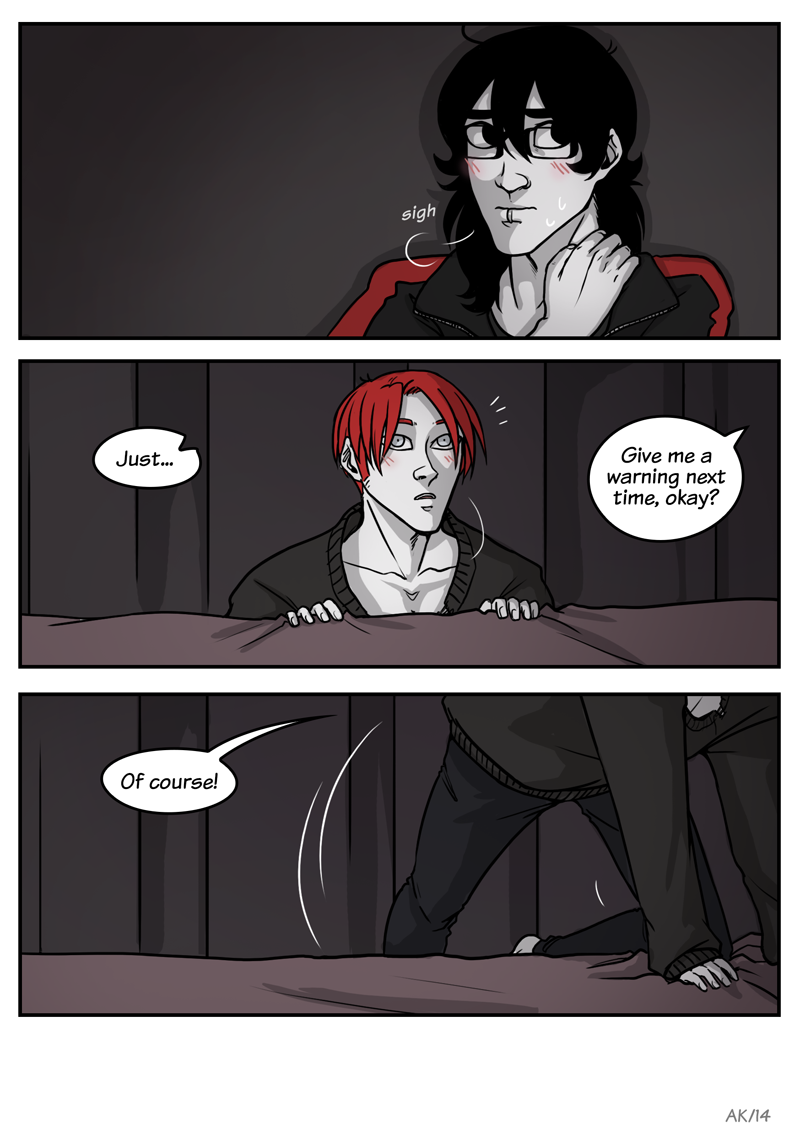 sigh
Just...
Give me a
warning next
time, okay?
Of course!
AK/14